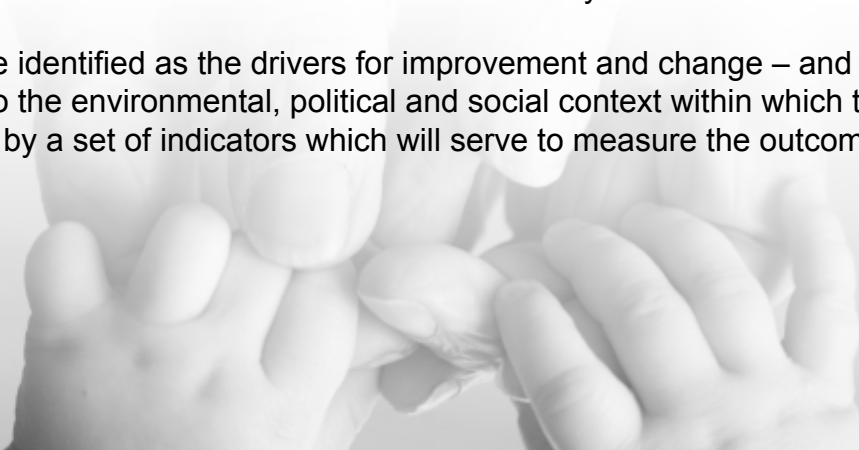 identified as the drivers for improvement and change – and
the environmental, political and social context within which
by a set of indicators which will serve to measure the